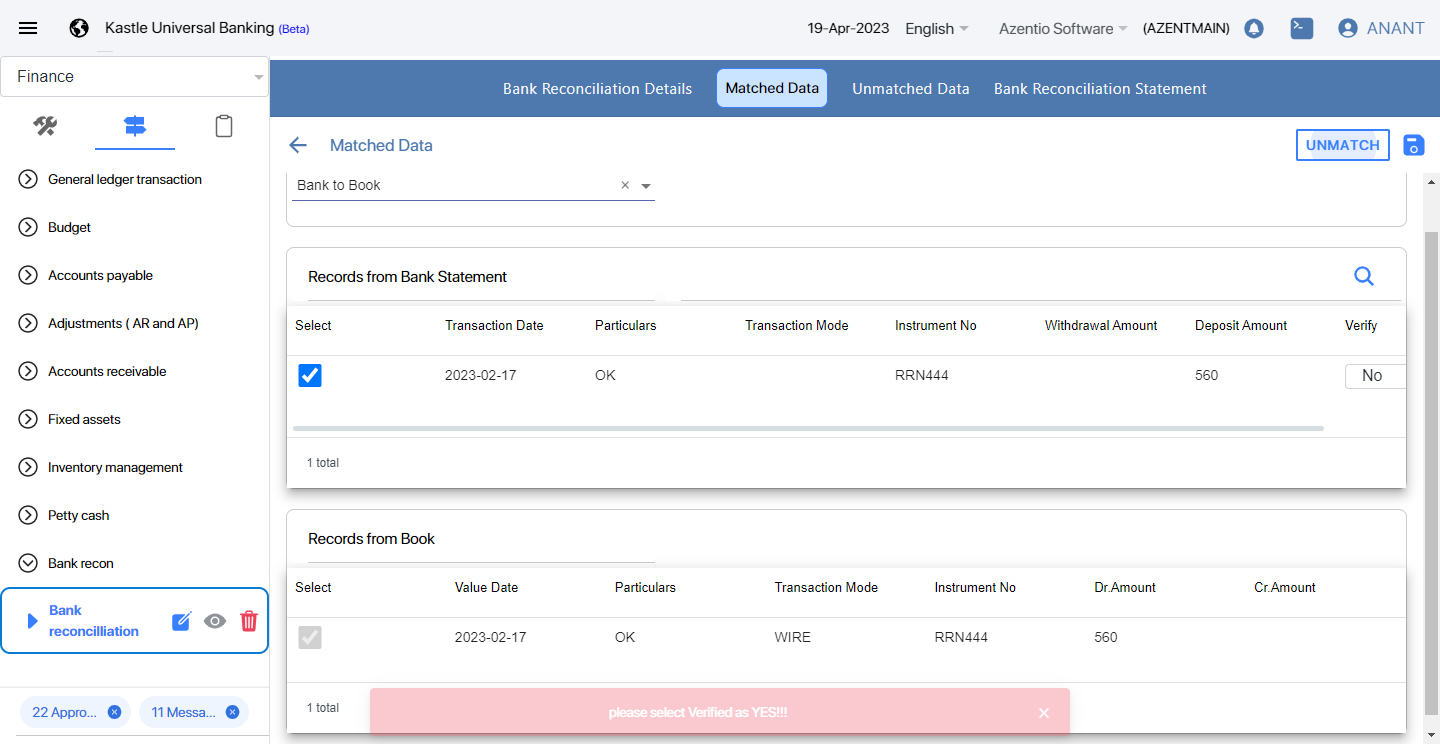 Kastle Universal Banking (Beta)
19-Apr-2023
English
Azentio Software
(AZENTMAIN)
ANANT
Finance
Bank Reconciliation Details
Matched Data
Unmatched Data
Bank Reconciliation Statement
Matched Data
UNMATCH
General ledger transaction
Budget
Accounts payable
Adjustments ( AR and AP)
Accounts receivable
Fixed assets
Inventory management
Petty cash
Bank recon
Bank
reconcilliation
22 Appro...
11 Messa...
Bank to Book
Records from Bank Statement
Select Transaction Date Particulars Transaction Mode Instrument No Withdrawal Amount Deposit Amount Verify
2023-02-17 OK RRN444 560 No
1 total
Records from Book
Select Value Date Particulars Transaction Mode Instrument No Dr.Amount Cr.Amount
2023-02-17 OK WIRE RRN444 560
1 total
please select Verified as YES!!!